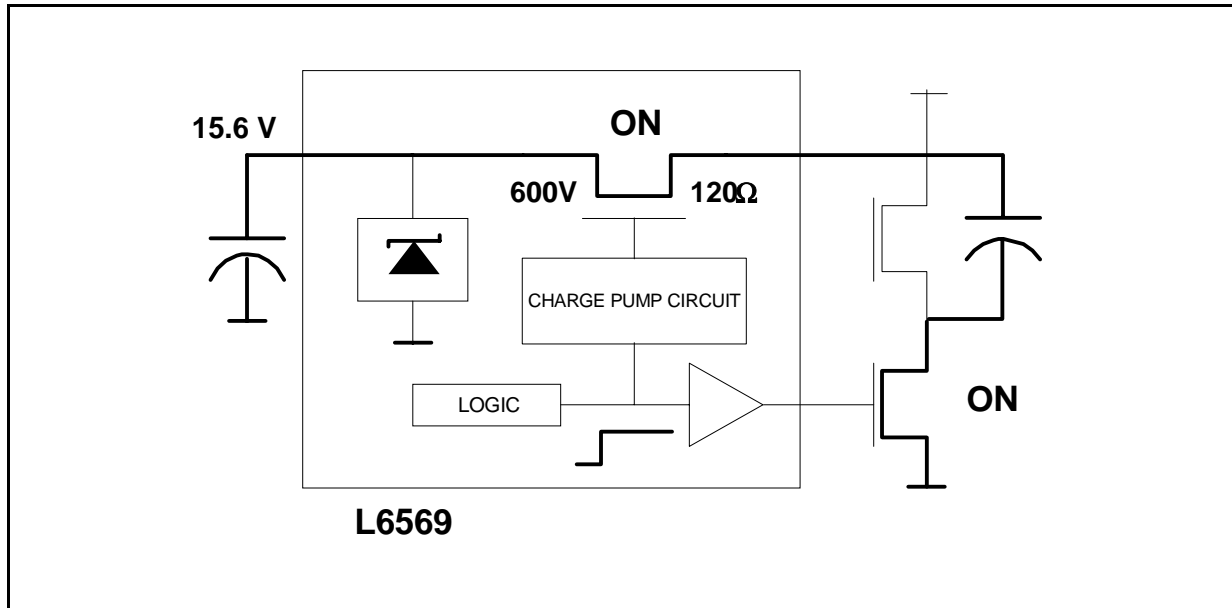 15.6 V
ON
600V
120Ω
CHARGE PUMP CIRCUIT
LOGIC
ON
L6569